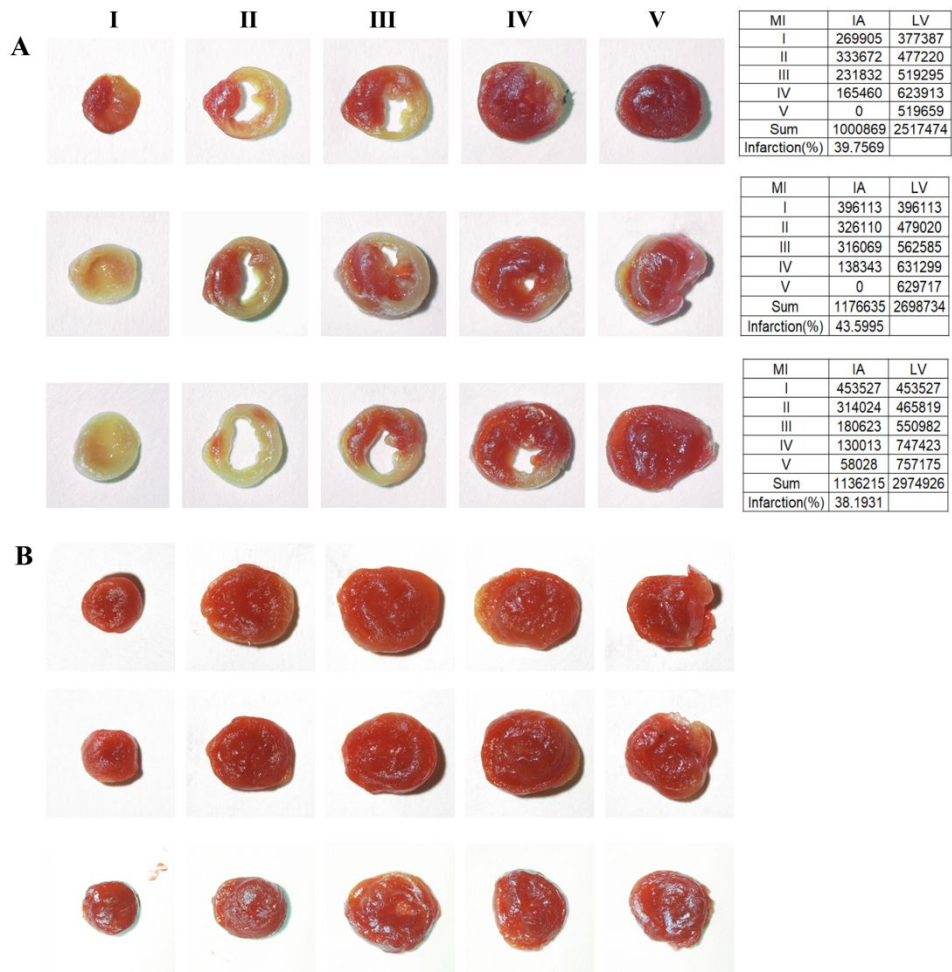 I II III IV V
A
MI IA LV
I 269905 377387
II 333672 477220
III 231832 519295
IV 165460 623913
V 0 519659
Sum 1000869 2517474
Infarction(%) 39.7569
MI IA LV
I 396113 396113
II 326110 479020
III 316069 562585
IV 138343 631299
V 0 629717
Sum 1176635 2698734
Infarction(%) 43.5995
MI IA LV
I 453527 453527
II 314024 465819
III 180623 550982
IV 130013 747423
V 58028 757175
Sum 1136215 2974926
Infarction(%) 38.1931
B